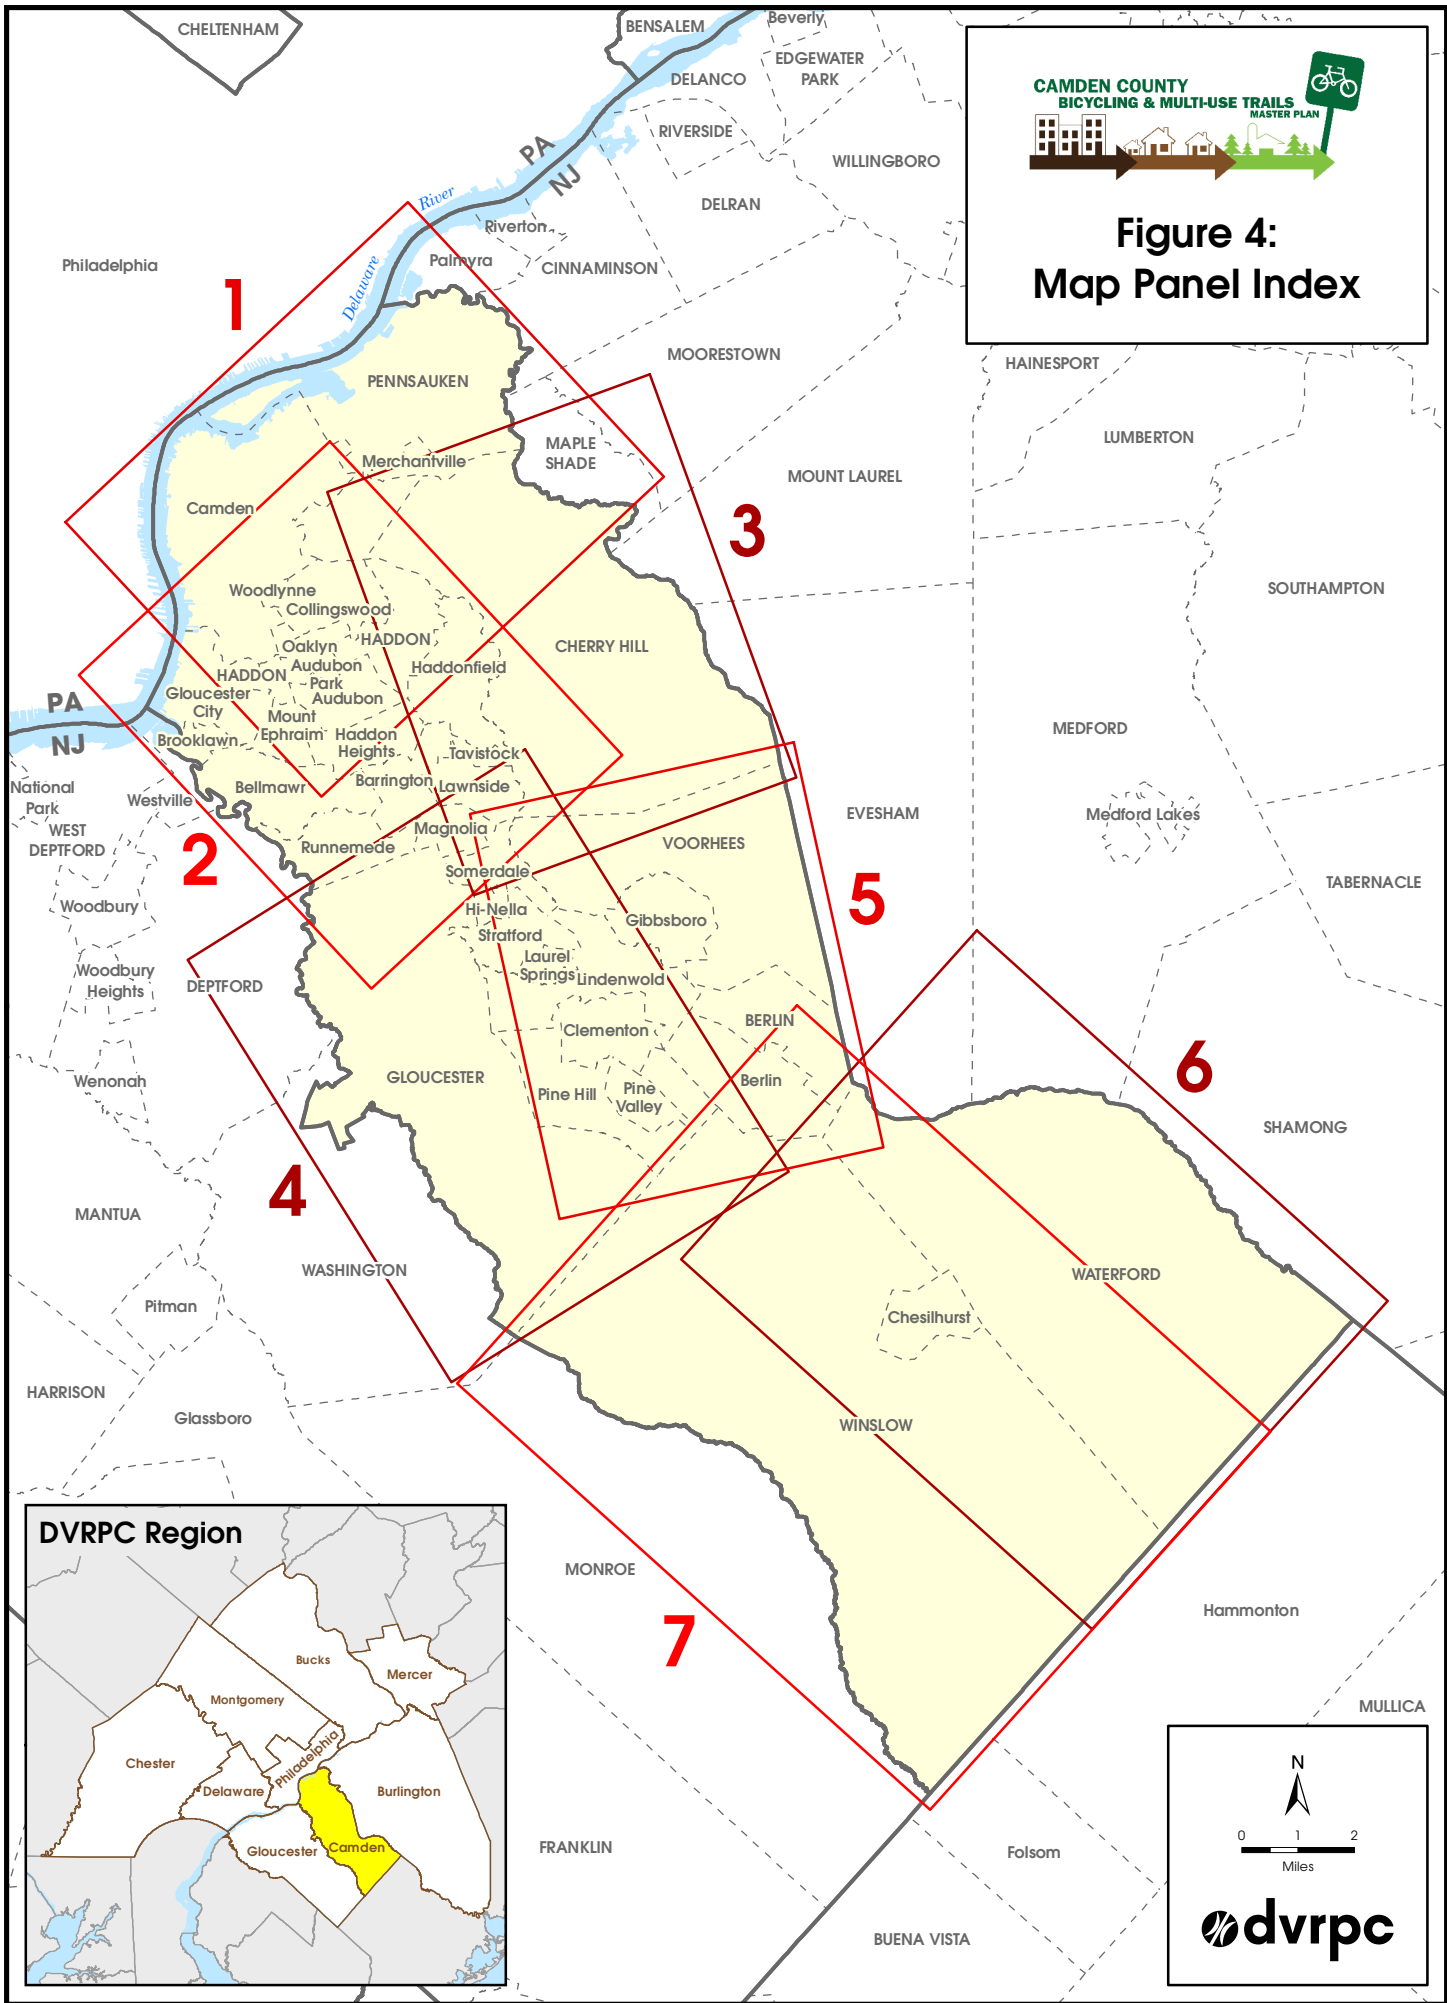 CHELTENHAM
BENSALEM
Beverly
EDGEWATER
PARK
DELANCO
RIVERSIDE
WILLINGBORO
DELRAN
PA
NJ
River
Delaware
Riverton
Palmyra
CINNAMINSON
Philadelphia
CAMDEN COUNTY
BICYCLING & MULTI-USE TRAILS
MASTER PLAN
Figure 4:
Map Panel Index
1
MOORESTOWN
HAINESPORT
PENNSAUKEN
MAPLE
SHADE
LUMBERTON
Merchantville
MOUNT LAUREL
Camden
3
SOUTHAMPTON
Woodlynne
Collingswood
HADDON
CHERRY HILL
Oaklyn
Audubon
Park
HADDON
Haddonfield
Audubon
Gloucester
City
Mount
Ephraim
Haddon
Heights
Brooklawn
PA
NJ
MEDFORD
Tavistock
Barrington
Lawnside
Bellmawr
National
Park
Westville
WEST
DEPTFORD
EVESHAM
Medford Lakes
Magnolia
Runnemede
VOORHEES
2
Somerdale
TABERNACLE
5
Woodbury
Hi-Nella
Gibbsboro
Stratford
Laurel
Springs
Lindenwold
Woodbury
Heights
DEPTFORD
BERLIN
Clementon
6
Wenonah
GLOUCESTER
Pine Hill
Pine
Valley
Berlin
SHAMONG
4
MANTUA
WASHINGTON
WATERFORD
Pitman
Chesilhurst
HARRISON
Glassboro
WINSLOW
MONROE
7
Hammonton
MULLICA
FRANKLIN
Folsom
BUENA VISTA
DVRPC Region
Bucks
Mercer
Montgomery
Chester
Philadelphia
Delaware
Burlington
Gloucester
Camden
N
0 1 2
Miles
dvrpc